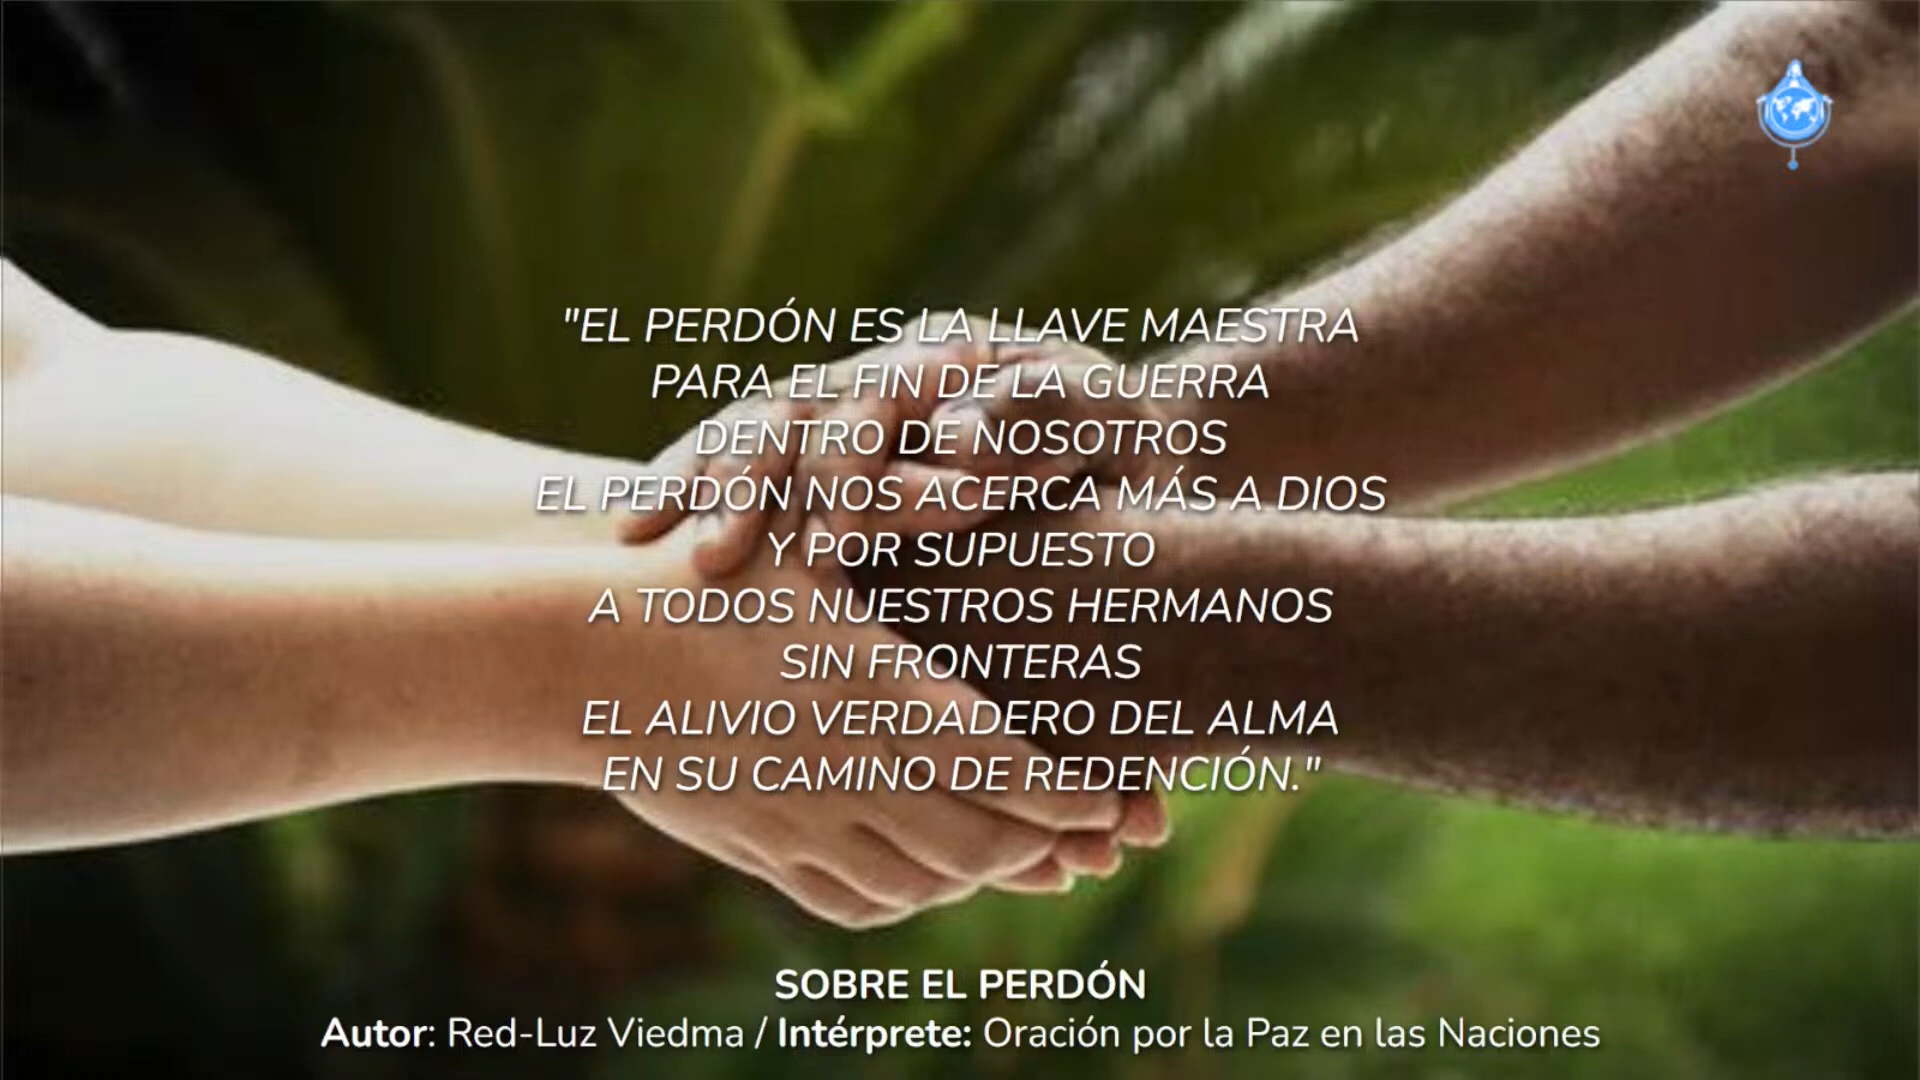 "EL PERDÓN ES LA LLAVE MAESTRA
PARA EL FIN DE LA GUERRA
DENTRO DE NOSOTROS
EL PERDÓN NOS ACERCA MÁS A DIOS
Y POR SUPUESTO
A TODOS NUESTROS HERMANOS
SIN FRONTERAS
EL ALIVIO VERDADERO DEL ALMA
EN SU CAMINO DE REDENCIÓN."
SOBRE EL PERDÓN
Autor: Red-Luz Viedma / Intérprete: Oración por la Paz en las Naciones